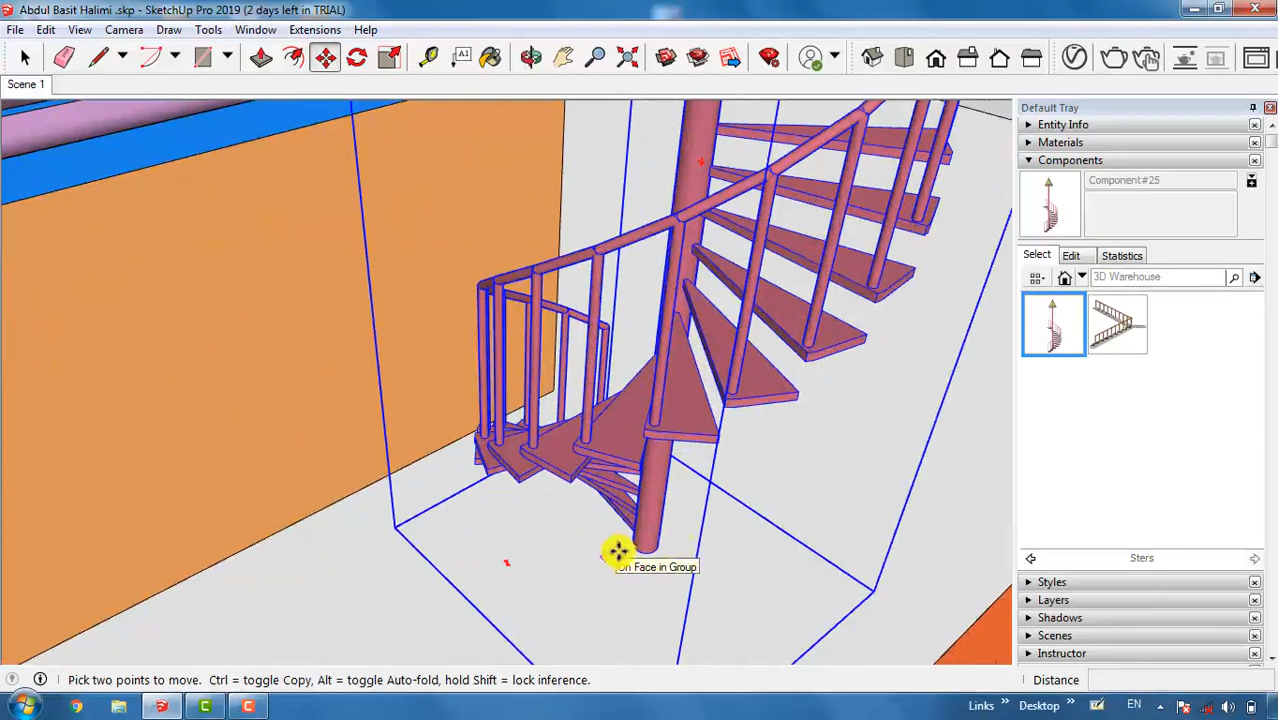 Abdul Basit Halimi .skp - SketchUp Pro 2019 (2 days left in TRIAL)
File Edit View Camera Draw Tools Window Extensions Help
A1
Scene 1
Default Tray
Entity Info
Materials
Components
Component#25
Select Edit Statistics
3D Warehouse
On Face in Group
Sters
Styles
Layers
Shadows
Scenes
Instructor
Pick two points to move. Ctrl = toggle Copy, Alt = toggle Auto-fold, hold Shift = lock inference.
Distance
Links » Desktop » EN